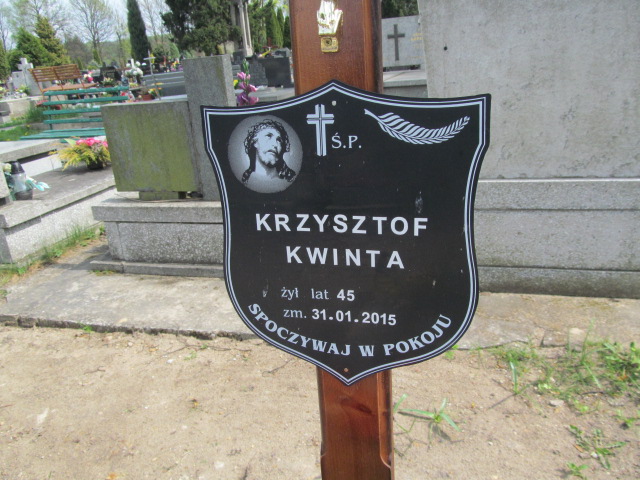 Ś.P.
KRZYSZTOF
KWINTA
żył lat 45
zm. 31.01.2015
SPOCZYWAJ W POKOJU